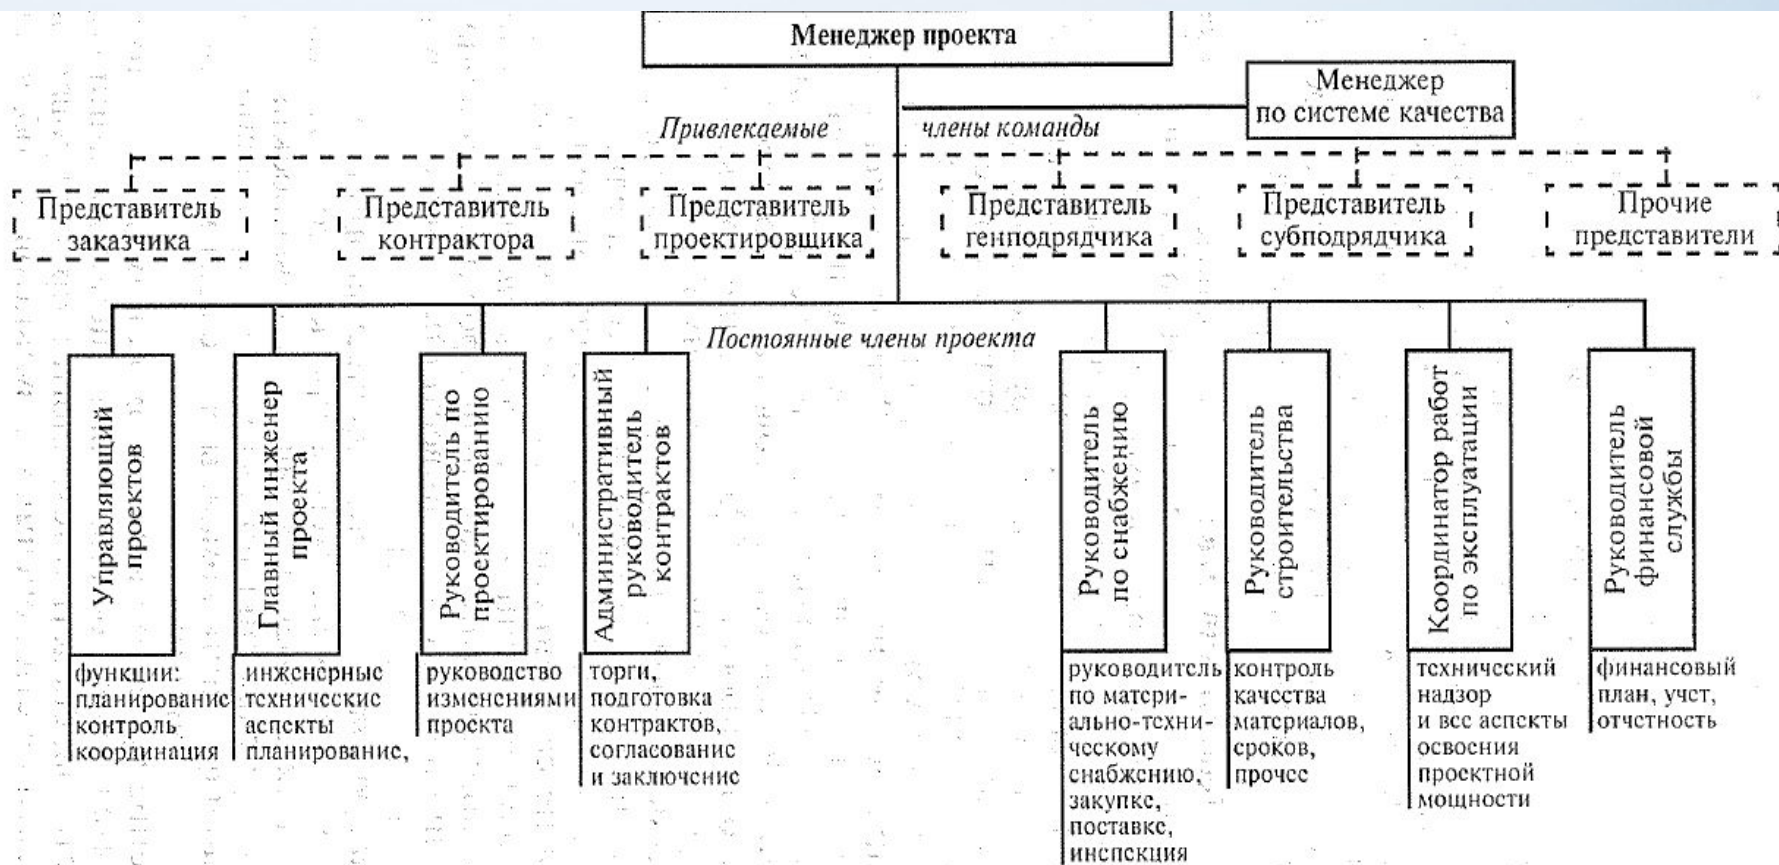 Менеджер проекта
Менеджер
по системе качества
Привлекаемые
члены команды
Представитель
заказчика
Представитель
контрактора
Представитель
проектировщика
Представитель
генподрядчика
Представитель
субподрядчика
Прочие
представители
Постоянные члены проекта
Управляющий
проектов
Главный инженер
проекта
Руководитель по
проектированию
Административный
руководитель
контрактов
Руководитель
по снабжению
Руководитель
строительства
Координатор работ
по эксплуатации
Руководитель
финансовой
службы
функции:
планирование
контроль
координация
инженерные
технические
аспекты
планирование,
руководство
изменениями
проекта
торги,
подготовка
контрактов,
согласование
и заключение
руководитель
по матери-
ально-техни-
ческому
снабжению,
закупке,
поставке,
инспекция
контроль
качества
материалов,
сроков,
прочее
технический
надзор
и все аспекты
освоения
проектной
мощности
финансовый
план, учет,
отчетность